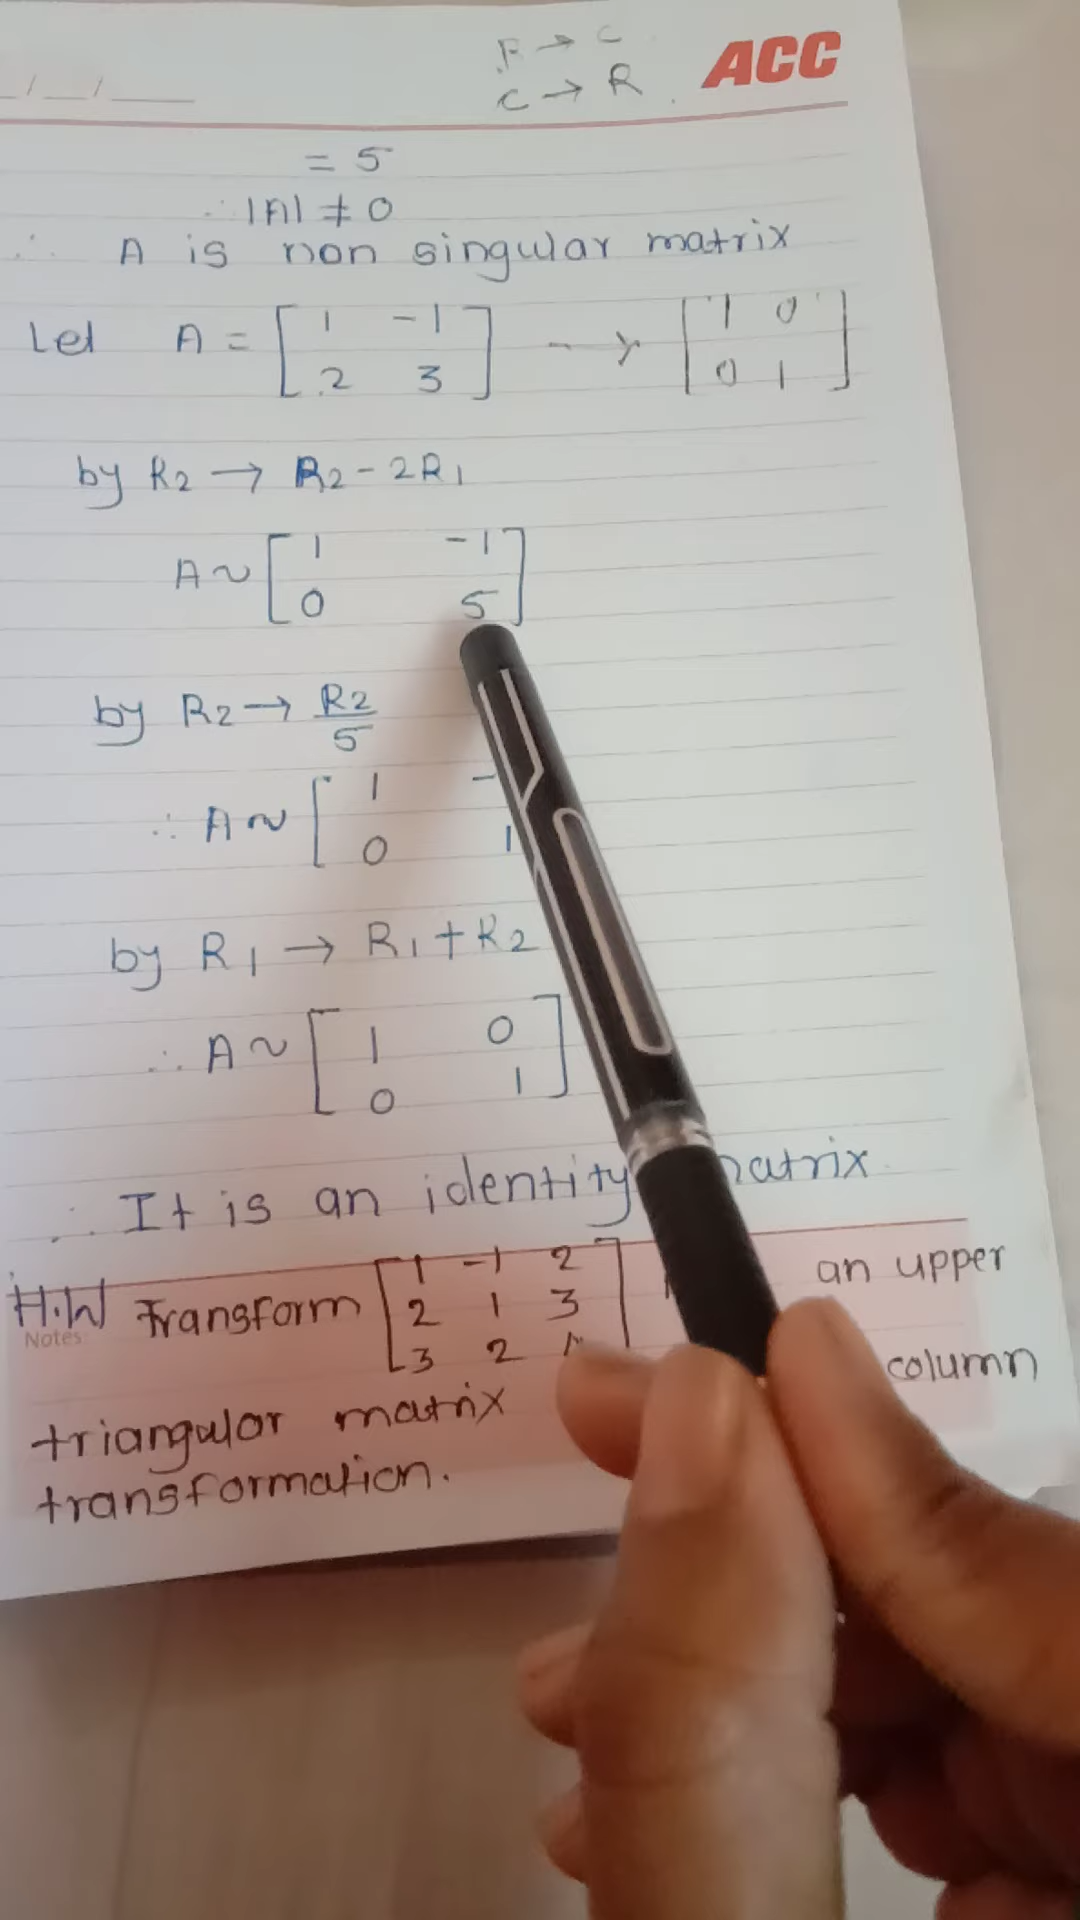 R → C
C → R
ACC
= 5
∴ |A| ≠ 0
∴ A is non singular matrix
Let A = [ 1 -1 → [ 1 0
2 3 ] 0 1 ]
by R2 → R2 - 2R1
A ~ [ 1 -1
0 5 ]
by R2 → R2/5
∴ A ~ [ 1 -
0 1
by R1 → R1 + R2
∴ A ~ [ 1 0
0 1 ]
∴ It is an identity matrix
H.W Transform [ 1 -1 2 ] an upper
2 1 3
3 2 column
Notes
triangular matrix
transformation.